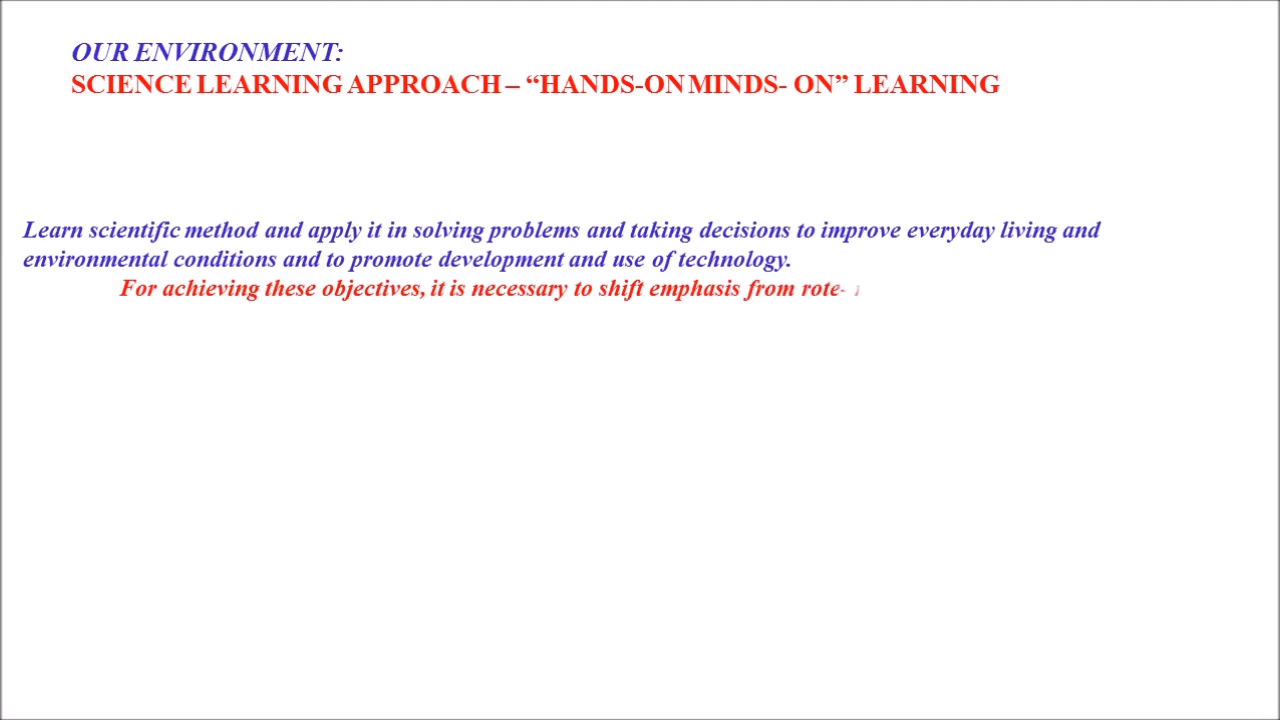 OUR ENVIRONMENT:
SCIENCE LEARNING APPROACH – “HANDS-ON MINDS- ON” LEARNING
Learn scientific method and apply it in solving problems and taking decisions to improve everyday living and
environmental conditions and to promote development and use of technology.
For achieving these objectives, it is necessary to shift emphasis from rote-